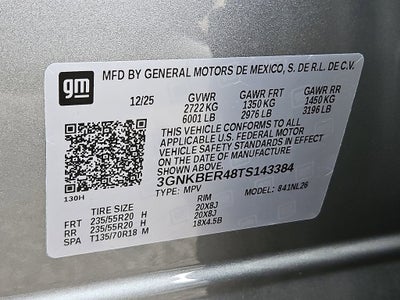 gm
MFD BY GENERAL MOTORS DE MEXICO, S. DE R.L. DE C.V.
12/25 GVWR GAWR FRT GAWR RR
2722 KG 1350 KG 1450 KG
6001 LB 2976 LB 3196 LB
THIS VEHICLE CONFORMS TO ALL
APPLICABLE U.S. FEDERAL MOTOR
VEHICLE SAFETY STANDARDS IN EFFECT
ON THE DATE OF MANUFACTURE
SHOWN ABOVE.
3GNKBER48TS143384
TYPE: MPV MODEL: 841NL26
130H
TIRE SIZE RIM
FRT 235/55R20 H 20X8J
RR 235/55R20 H 20X8J
SPA T135/70R18 M 18X4.5B